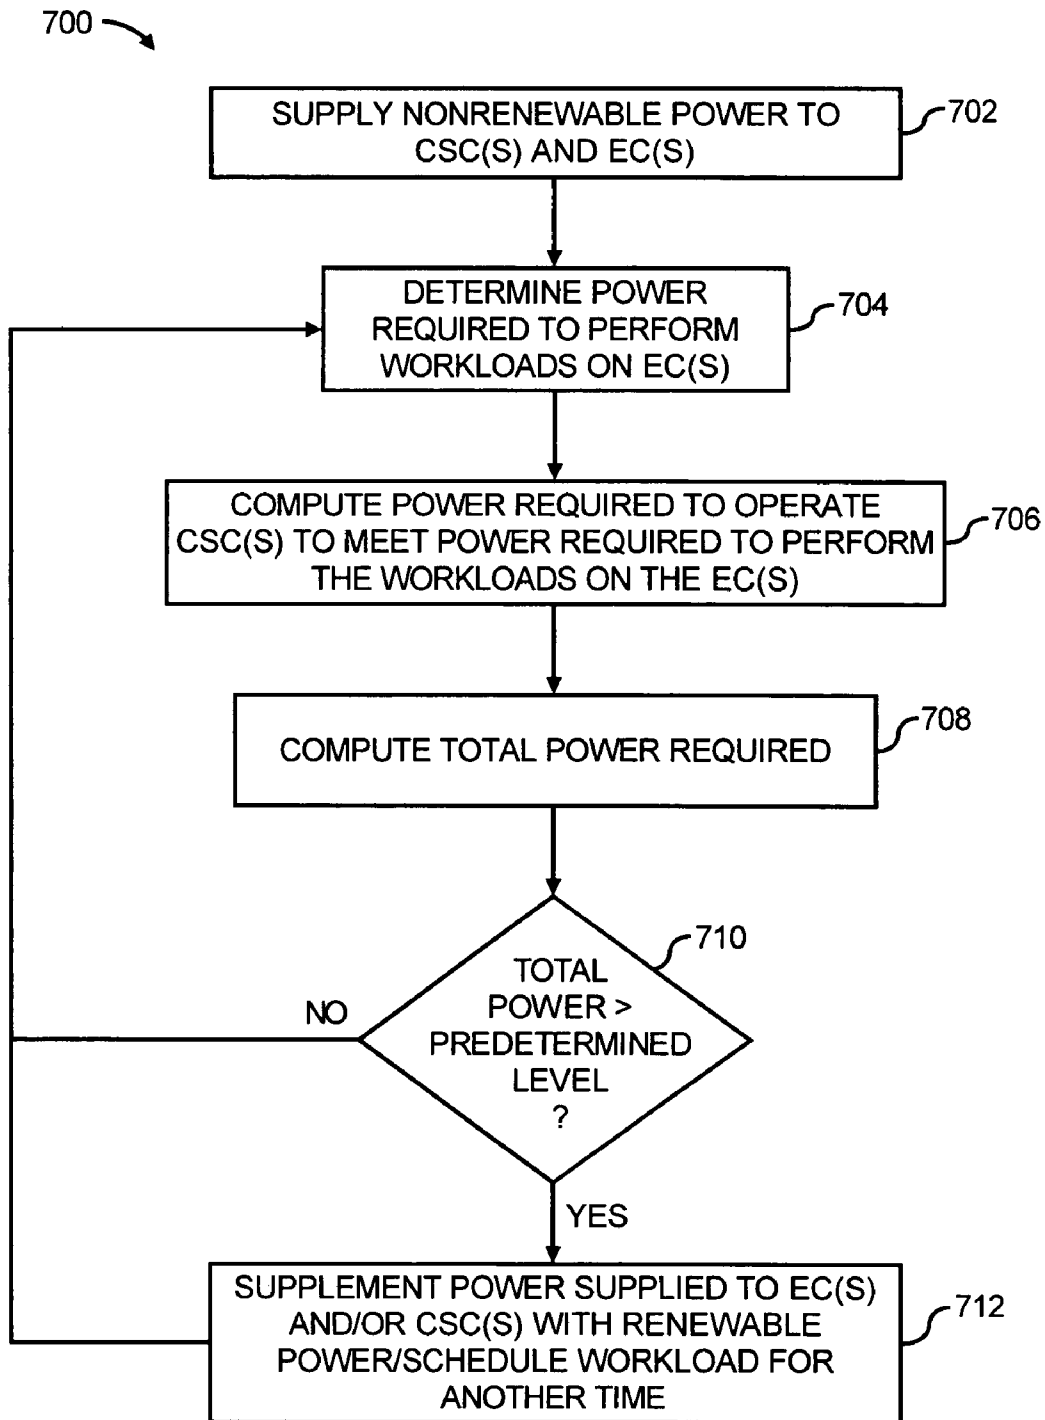 700
SUPPLY NONRENEWABLE POWER TO
CSC(S) AND EC(S)
702
DETERMINE POWER
REQUIRED TO PERFORM
WORKLOADS ON EC(S)
704
COMPUTE POWER REQUIRED TO OPERATE
CSC(S) TO MEET POWER REQUIRED TO PERFORM
THE WORKLOADS ON THE EC(S)
706
COMPUTE TOTAL POWER REQUIRED
708
TOTAL
POWER >
PREDETERMINED
LEVEL
?
710
NO
YES
SUPPLEMENT POWER SUPPLIED TO EC(S)
AND/OR CSC(S) WITH RENEWABLE
POWER/SCHEDULE WORKLOAD FOR
ANOTHER TIME
712